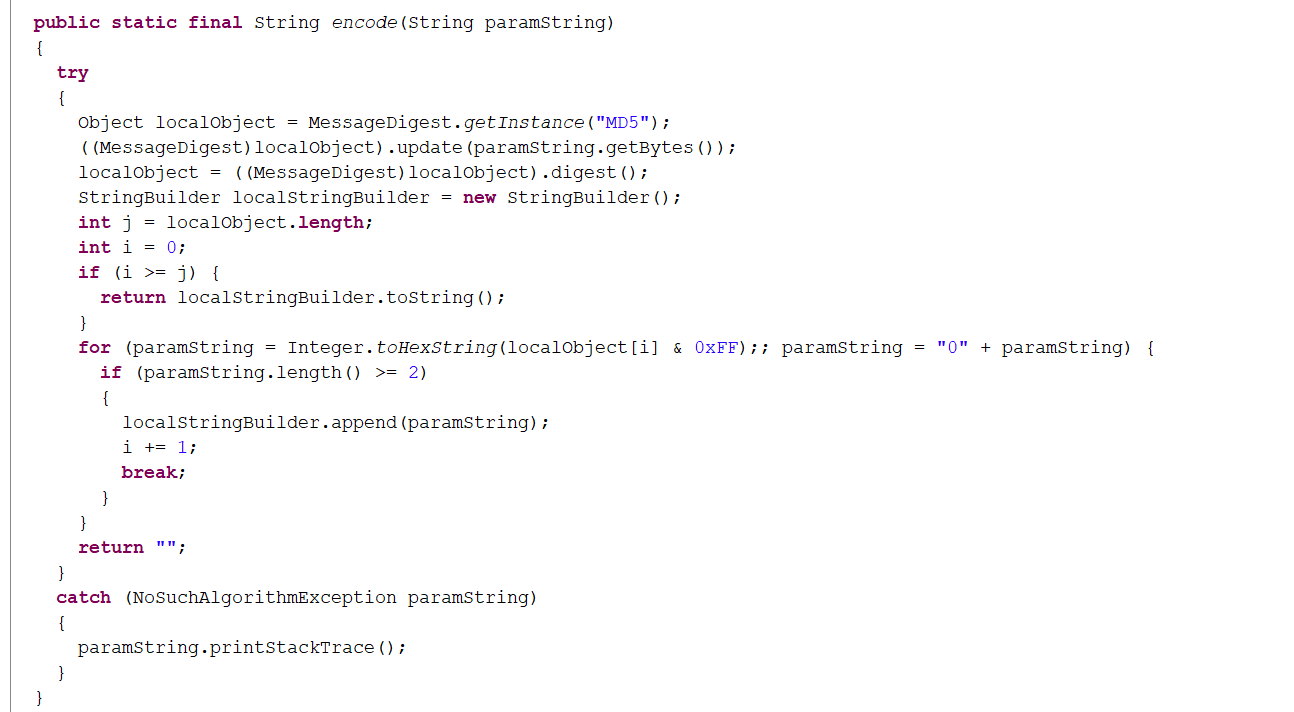 public static final String encode(String paramString)
{
  try
  {
    Object localObject = MessageDigest.getInstance("MD5");
    ((MessageDigest)localObject).update(paramString.getBytes());
    localObject = ((MessageDigest)localObject).digest();
    StringBuilder localStringBuilder = new StringBuilder();
    int j = localObject.length;
    int i = 0;
    if (i >= j) {
      return localStringBuilder.toString();
    }
    for (paramString = Integer.toHexString(localObject[i] & 0xFF);; paramString = "0" + paramString) {
      if (paramString.length() >= 2)
      {
        localStringBuilder.append(paramString);
        i += 1;
        break;
      }
    }
    return "";
  }
  catch (NoSuchAlgorithmException paramString)
  {
    paramString.printStackTrace();
  }
}